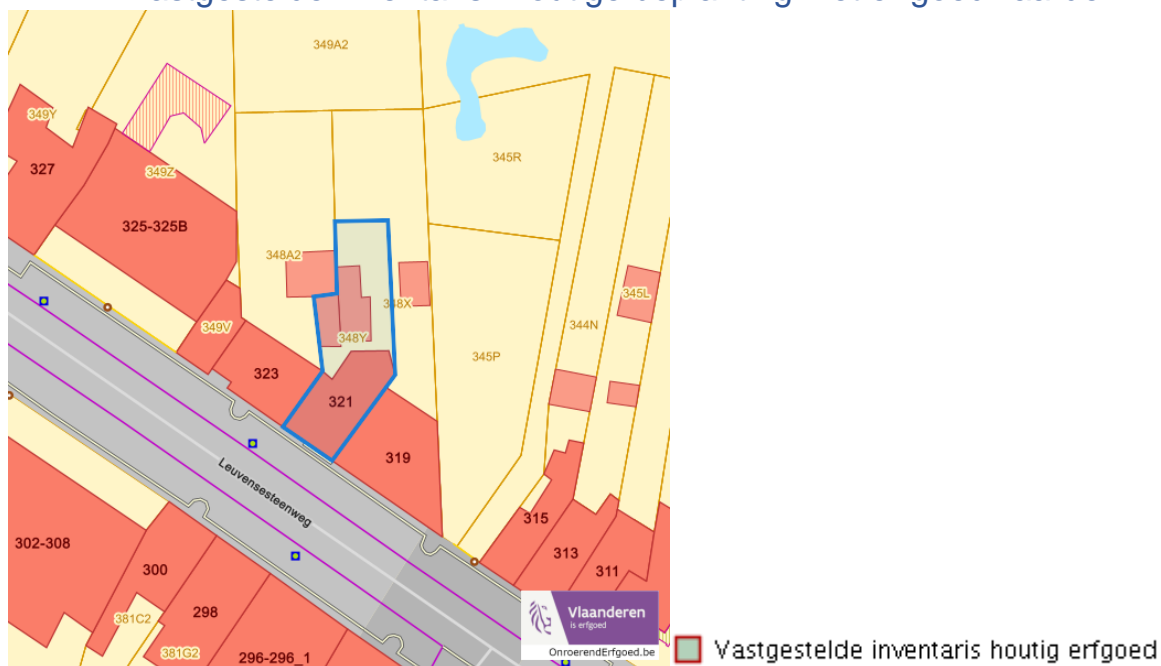 349A2
349Y
327
349Z
325-325B
345R
348A2
348X
345L
349V
344N
348Y
345P
323
321
319
Leuvensesteenweg
315
313
311
302-308
300
298
381C2
381G2
296-296_1
Vlaanderen
is erfgoed
OnroerendErfgoed.be
Vastgestelde inventaris houtig erfgoed